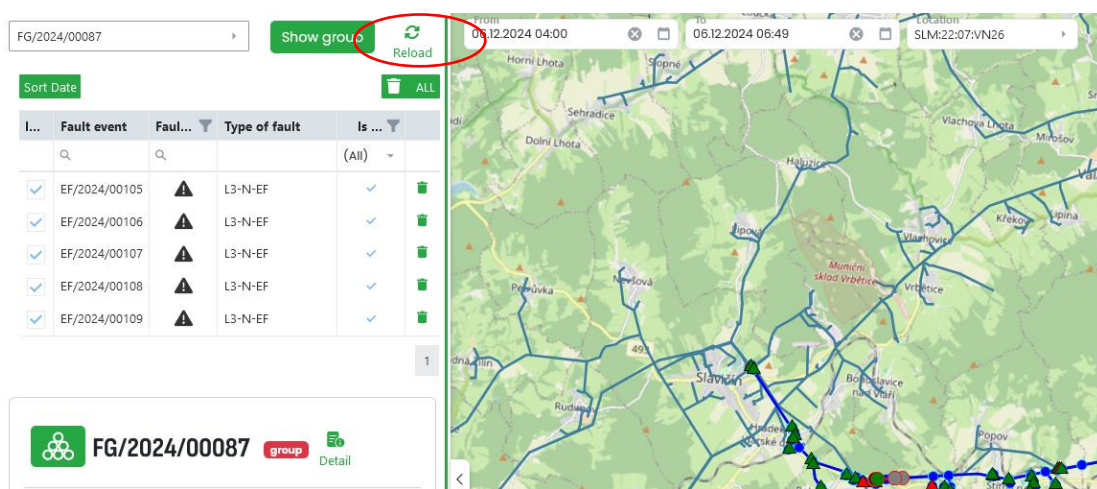 FG/2024/00087
Show group
Reload
Sort Date
ALL
I... Fault event Faul... Type of fault Is ...
(All)
EF/2024/00105 L3-N-EF
EF/2024/00106 L3-N-EF
EF/2024/00107 L3-N-EF
EF/2024/00108 L3-N-EF
EF/2024/00109 L3-N-EF
1
FG/2024/00087 group Detail
From
06.12.2024 04:00
To
06.12.2024 06:49
Location
SLM:22:07:VN26
Horní Lhota
Slopné
Sehradice
Dolní Lhota
Vlachova Lhota
Mirošov
Haluzice
Křekov
Lipina
Lipová
Vlachovice
Muniční
sklad Vrbětice
Vrbětice
Petrůvka
Nevšová
493
Slavičín
Bohuslavice
nad Vláří
Hrádek
Popov